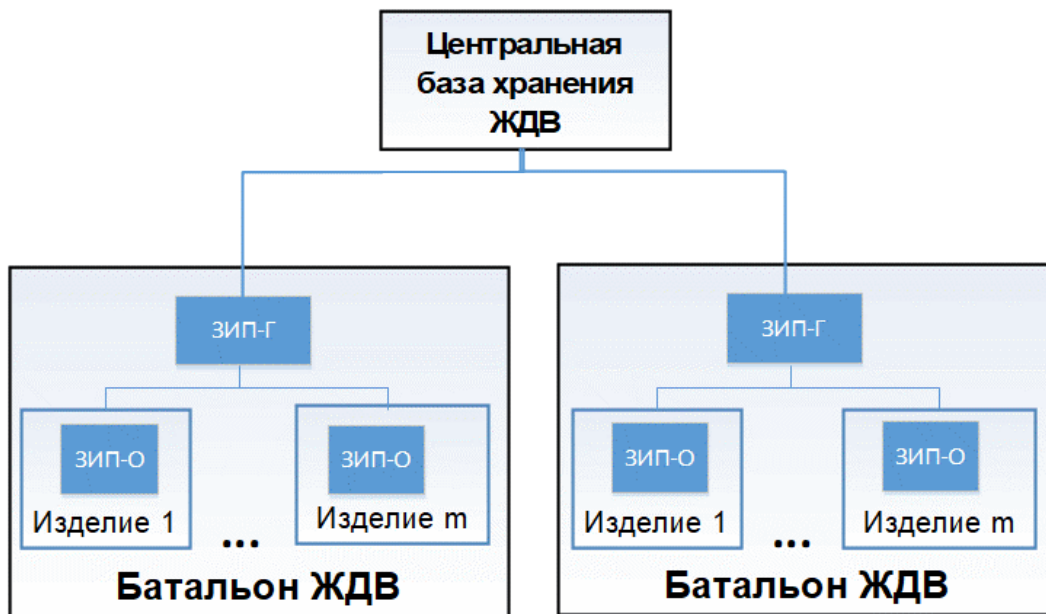 Центральная
база хранения
ЖДВ
ЗИП-Г
ЗИП-О
Изделие 1
...
ЗИП-О
Изделие m
Батальон ЖДВ
ЗИП-Г
ЗИП-О
Изделие 1
...
ЗИП-О
Изделие m
Батальон ЖДВ